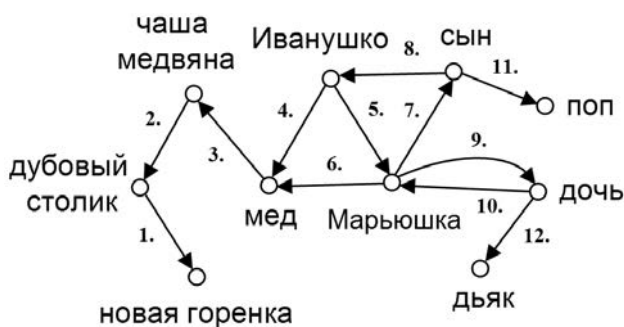 чаша
медвяна
Иванушко
8.
сын
11.
поп
2.
4.
5.
7.
9.
3.
6.
дубовый
столик
мед
Марьюшка
10.
дочь
1.
12.
новая горенка
дьяк